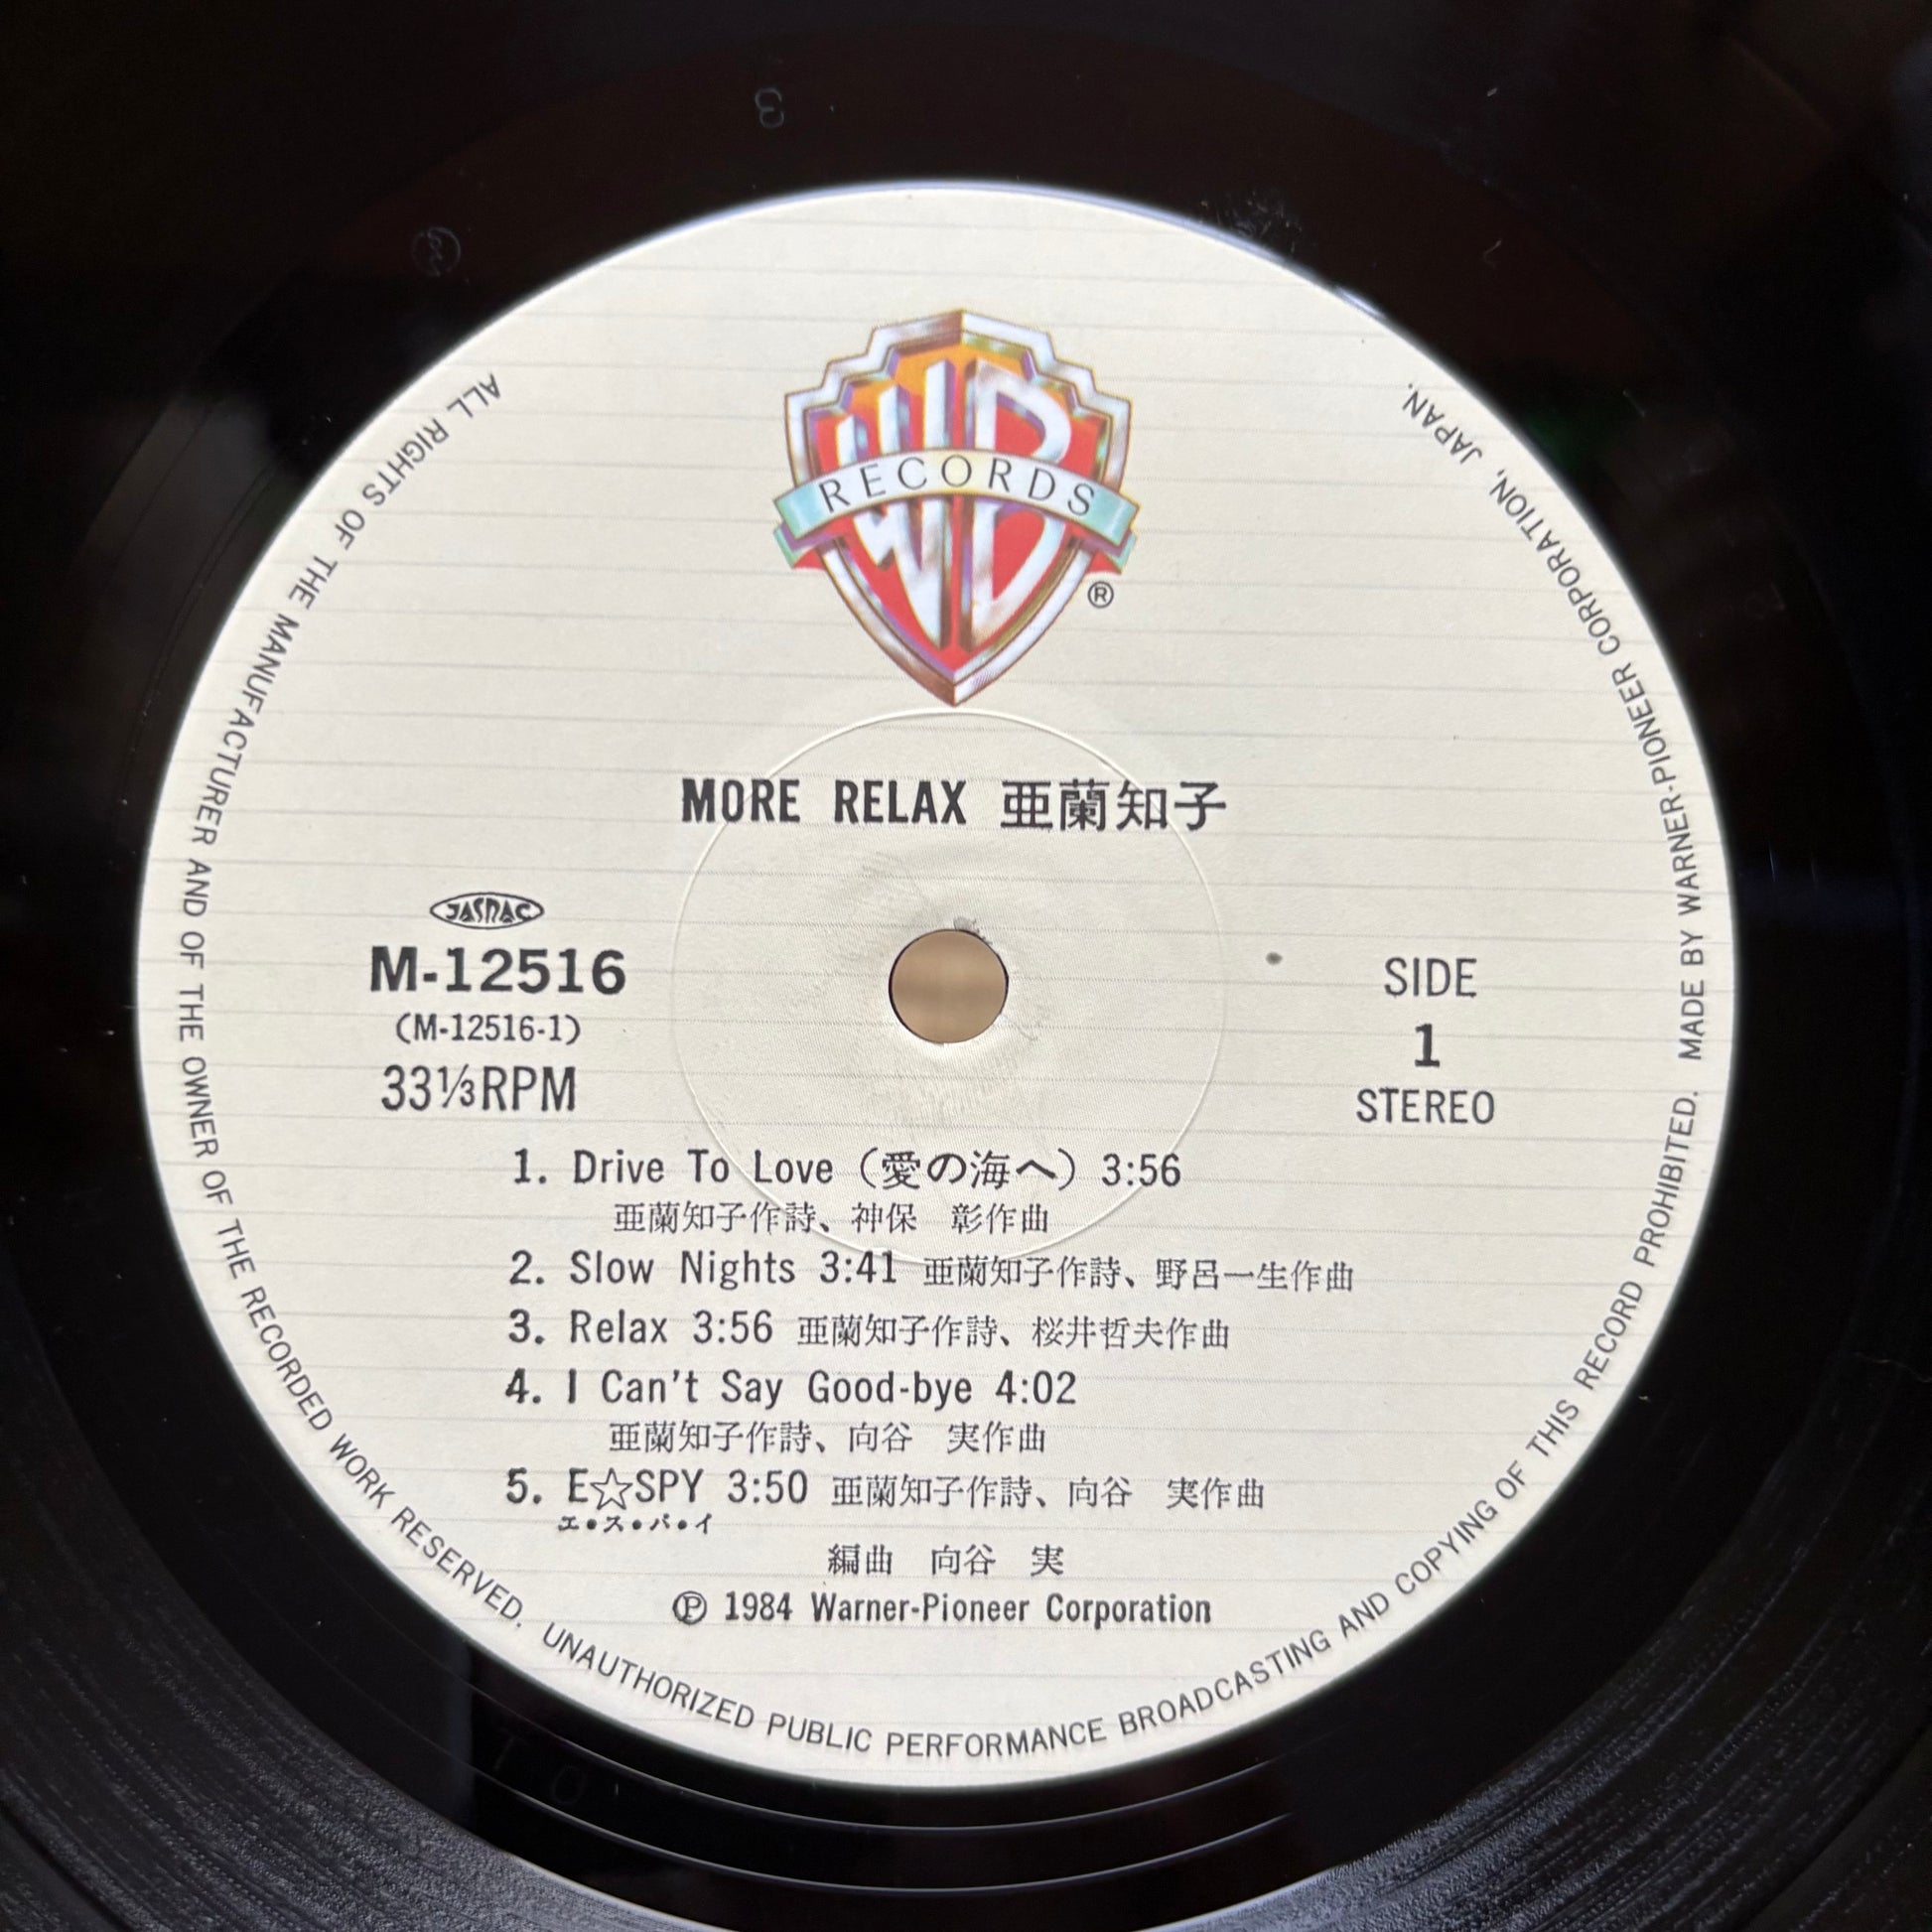 WB
RECORDS
®
MORE RELAX 亜蘭知子
JASRAC
M-12516
(M-12516-1)
33⅓RPM
SIDE
1
STEREO
1. Drive To Love（愛の海へ）3:56
亜蘭知子作詩、神保　彰作曲
2. Slow Nights 3:41 亜蘭知子作詩、野呂一生作曲
3. Relax 3:56 亜蘭知子作詩、桜井哲夫作曲
4. I Can't Say Good-bye 4:02
亜蘭知子作詩、向谷　実作曲
5. E☆SPY 3:50 亜蘭知子作詩、向谷　実作曲
エ•ス•パ•イ
編曲　向谷　実
Ⓟ 1984 Warner-Pioneer Corporation
ALL RIGHTS OF THE MANUFACTURER AND OF THE OWNER OF THE RECORDED WORK RESERVED. UNAUTHORIZED PUBLIC PERFORMANCE BROADCASTING AND COPYING OF THIS RECORD PROHIBITED. MADE BY WARNER-PIONEER CORPORATION, JAPAN.
3